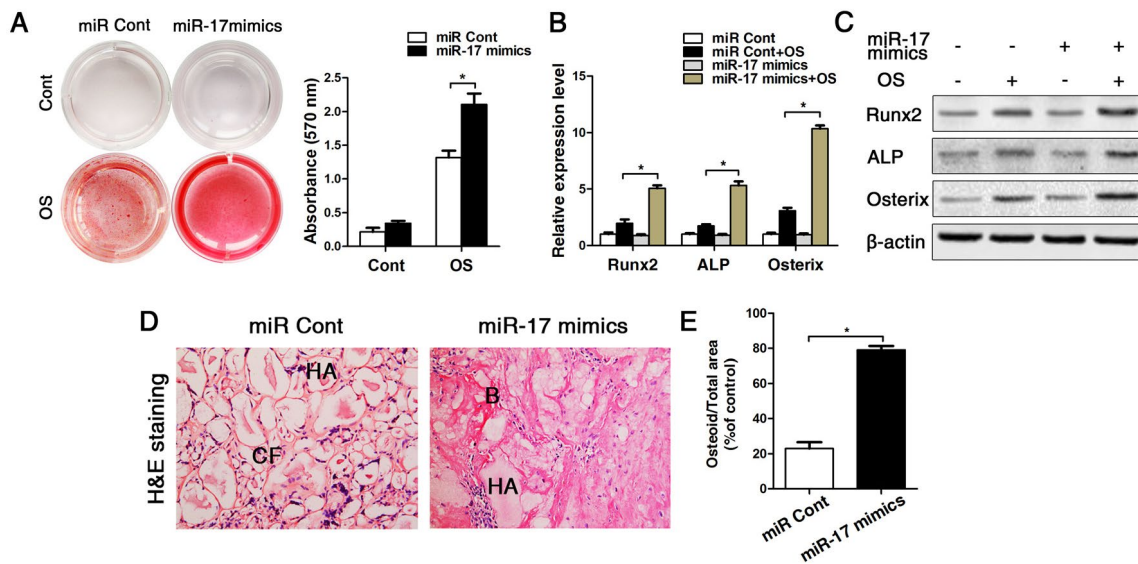 A
miR Cont
miR-17mimics
Cont
OS
miR Cont
miR-17 mimics
Absorbance (570 nm)
2.5
2.0
1.5
1.0
0.5
0.0
*
Cont
OS
B
miR Cont
miR Cont+OS
miR-17 mimics
miR-17 mimics+OS
Relative expression level
15
10
5
0
*
*
*
Runx2
ALP
Osterix
C
miR-17
mimics
- - + +
OS - + - +
Runx2
ALP
Osterix
β-actin
D
miR Cont
miR-17 mimics
H&E staining
HA
CF
B
HA
E
Osteoid/Total area
(%of control)
100
80
60
40
20
0
*
miR Cont
miR-17 mimics